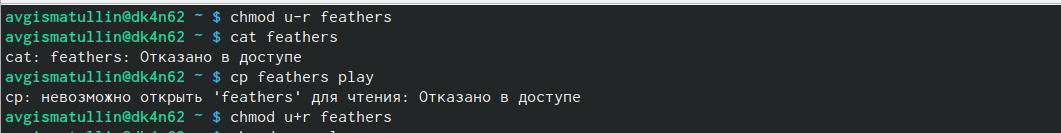 avgismatullin@dk4n62 ~ $ chmod u-r feathers
avgismatullin@dk4n62 ~ $ cat feathers
cat: feathers: Отказано в доступе
avgismatullin@dk4n62 ~ $ cp feathers play
cp: невозможно открыть 'feathers' для чтения: Отказано в доступе
avgismatullin@dk4n62 ~ $ chmod u+r feathers